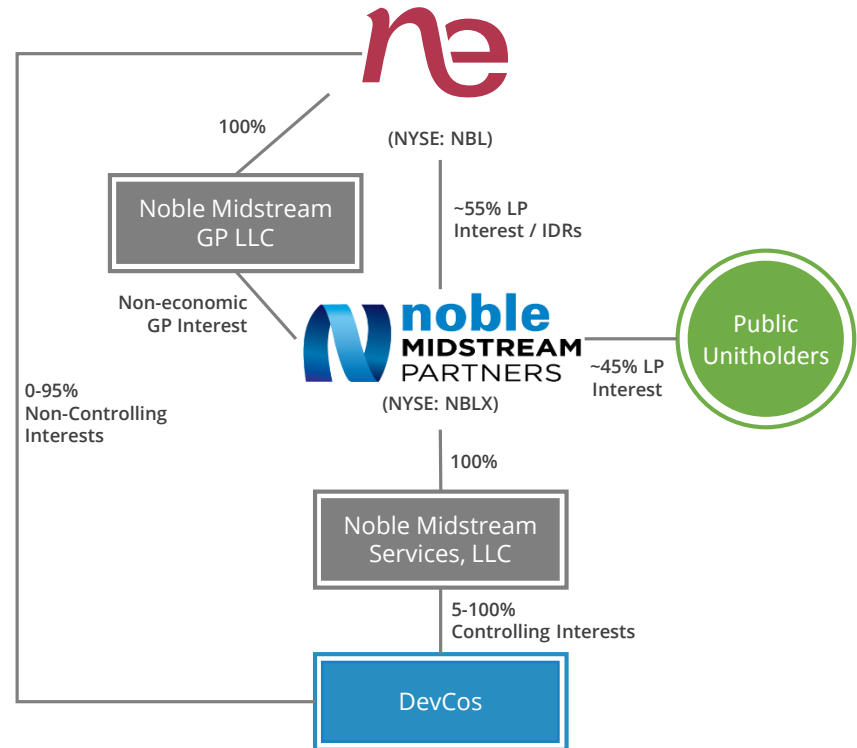 ne
100%
(NYSE: NBL)
Noble Midstream
GP LLC
~55% LP
Interest / IDRs
Non-economic
GP Interest
noble
MIDSTREAM
PARTNERS
(NYSE: NBLX)
~45% LP
Interest
Public
Unitholders
0-95%
Non-Controlling
Interests
100%
Noble Midstream
Services, LLC
5-100%
Controlling Interests
DevCos